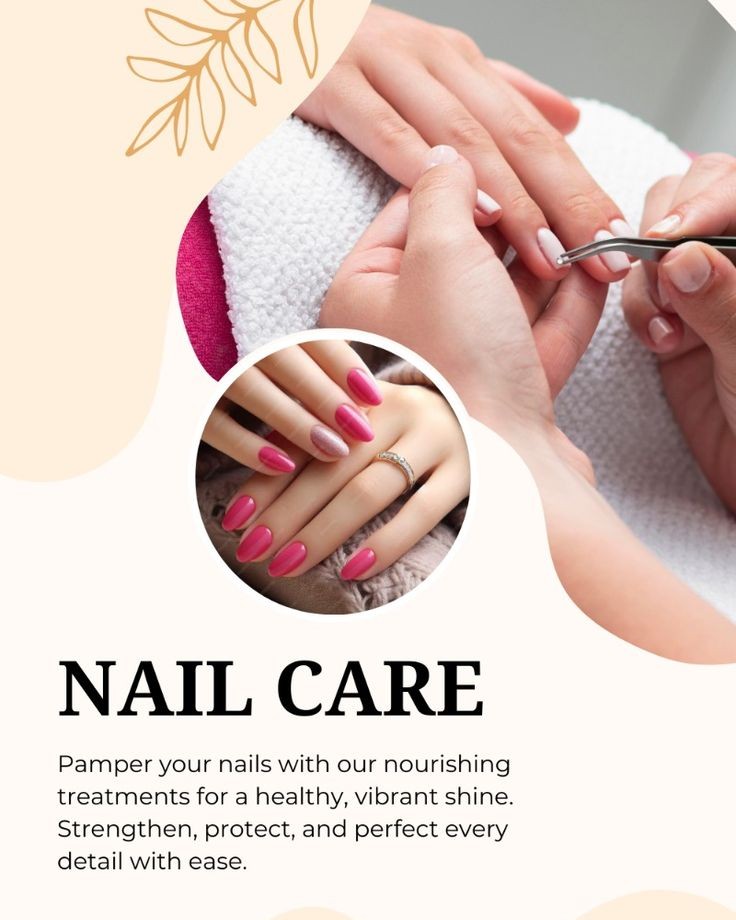 NAIL CARE
Pamper your nails with our nourishing
treatments for a healthy, vibrant shine.
Strengthen, protect, and perfect every
detail with ease.